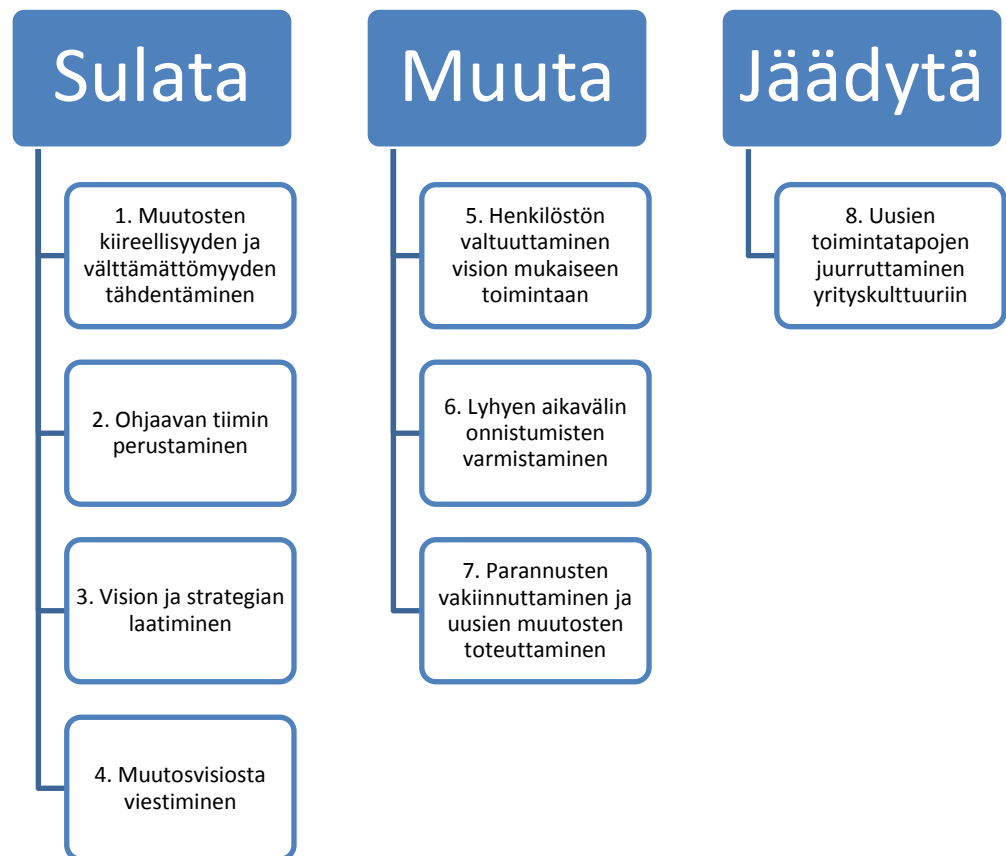 Sulata
1. Muutosten
kiireellisyyden ja
välttämättömyyden
tähdentäminen
2. Ohjaavan tiimin
perustaminen
3. Vision ja strategian
laatiminen
4. Muutosvisiosta
viestiminen
Muuta
5. Henkilöstön
valtuuttaminen
vision mukaiseen
toimintaan
6. Lyhyen aikavälin
onnistumisten
varmistaminen
7. Parannusten
vakiinnuttaminen ja
uusien muutosten
toteuttaminen
Jäädytä
8. Uusien
toimintatapojen
juurruttaminen
yrityskulttuuriin